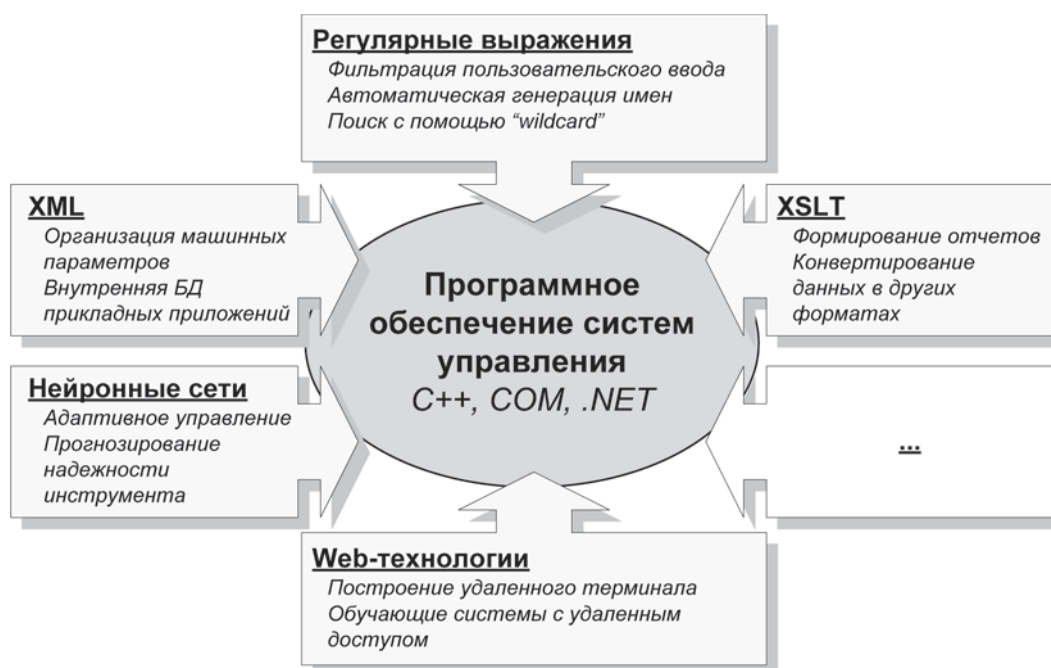 Регулярные выражения
Фильтрация пользовательского ввода
Автоматическая генерация имен
Поиск с помощью “wildcard”
XML
Организация машинных
параметров
Внутренняя БД
прикладных приложений
XSLT
Формирование отчетов
Конвертирование
данных в других
форматах
Программное
обеспечение систем
управления
C++, COM, .NET
Нейронные сети
Адаптивное управление
Прогнозирование
надежности
инструмента
...
Web-технологии
Построение удаленного терминала
Обучающие системы с удаленным
доступом